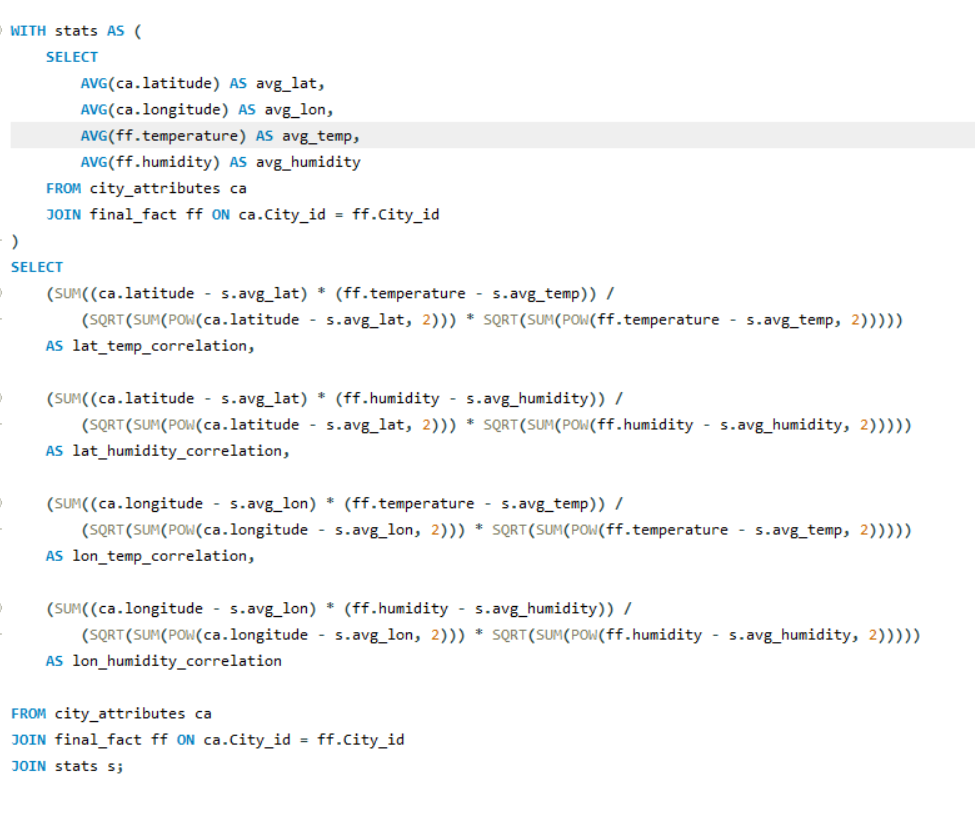 WITH stats AS (
    SELECT
        AVG(ca.latitude) AS avg_lat,
        AVG(ca.longitude) AS avg_lon,
        AVG(ff.temperature) AS avg_temp,
        AVG(ff.humidity) AS avg_humidity
    FROM city_attributes ca
    JOIN final_fact ff ON ca.City_id = ff.City_id
)
SELECT
    (SUM((ca.latitude - s.avg_lat) * (ff.temperature - s.avg_temp)) /
        (SQRT(SUM(POW(ca.latitude - s.avg_lat, 2))) * SQRT(SUM(POW(ff.temperature - s.avg_temp, 2)))))
    AS lat_temp_correlation,

    (SUM((ca.latitude - s.avg_lat) * (ff.humidity - s.avg_humidity)) /
        (SQRT(SUM(POW(ca.latitude - s.avg_lat, 2))) * SQRT(SUM(POW(ff.humidity - s.avg_humidity, 2)))))
    AS lat_humidity_correlation,

    (SUM((ca.longitude - s.avg_lon) * (ff.temperature - s.avg_temp)) /
        (SQRT(SUM(POW(ca.longitude - s.avg_lon, 2))) * SQRT(SUM(POW(ff.temperature - s.avg_temp, 2)))))
    AS lon_temp_correlation,

    (SUM((ca.longitude - s.avg_lon) * (ff.humidity - s.avg_humidity)) /
        (SQRT(SUM(POW(ca.longitude - s.avg_lon, 2))) * SQRT(SUM(POW(ff.humidity - s.avg_humidity, 2)))))
    AS lon_humidity_correlation

FROM city_attributes ca
JOIN final_fact ff ON ca.City_id = ff.City_id
JOIN stats s;